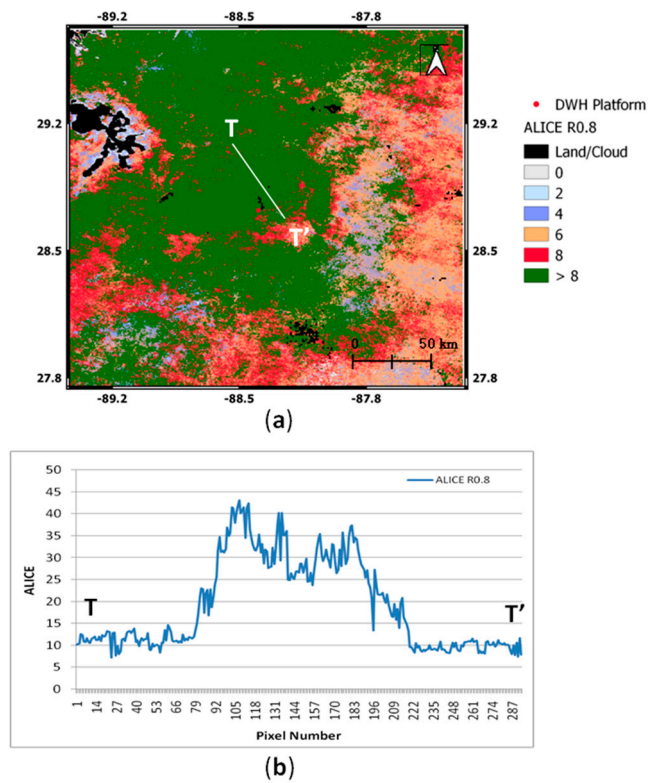 -89.2 -88.5 -87.8
29.2 29.2
T
T'
28.5 28.5
0 50 km
27.8 27.8
-89.2 -88.5 -87.8
DWH Platform
ALICE R0.8
Land/Cloud
0
2
4
6
8
> 8
(a)
50
45
40
35
30
25
20
15
10
5
0
ALICE
ALICE R0.8
T T'
1 14 27 40 53 66 79 92 105 118 131 144 157 170 183 196 209 222 235 248 261 274 287
Pixel Number
(b)